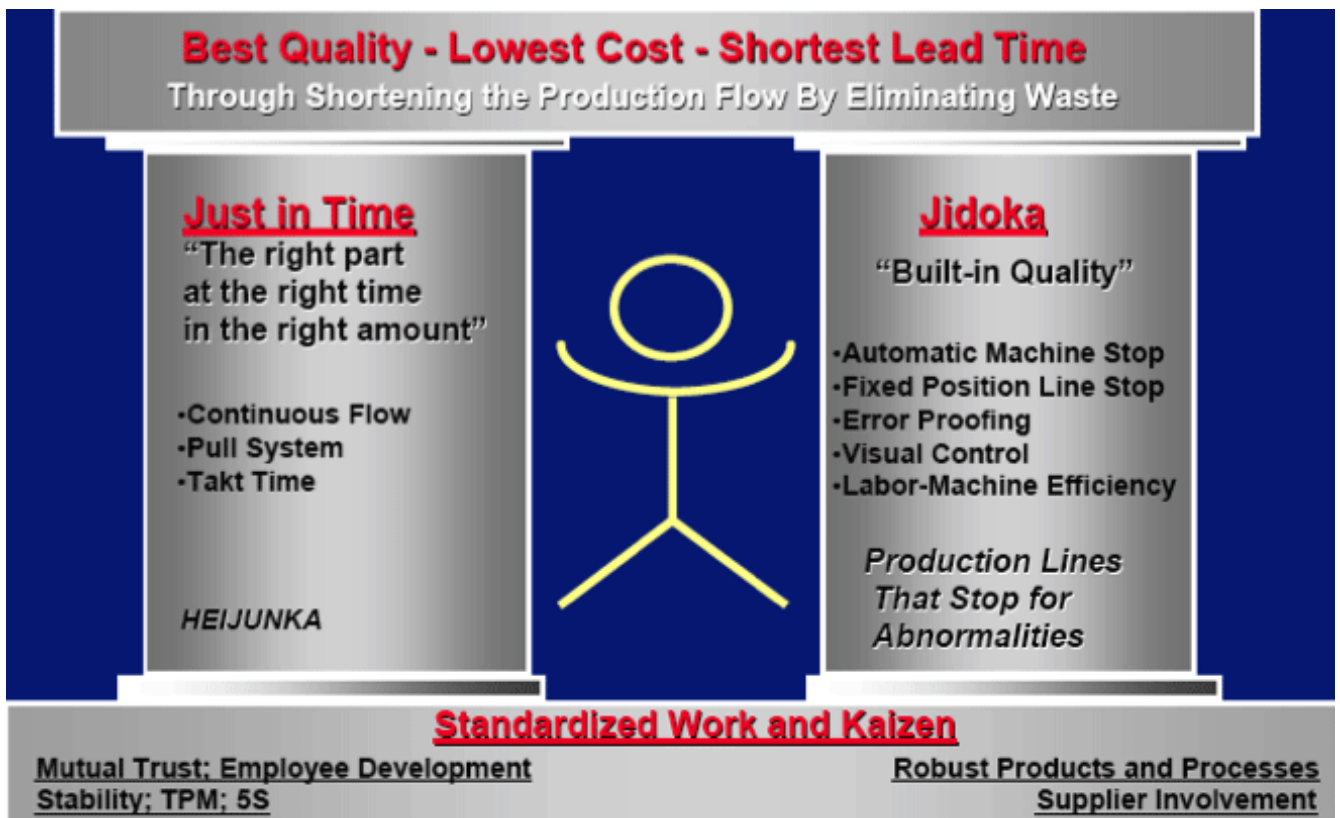 Best Quality - Lowest Cost - Shortest Lead Time
Through Shortening the Production Flow By Eliminating Waste
Just in Time
“The right part
at the right time
in the right amount”
•Continuous Flow
•Pull System
•Takt Time
HEIJUNKA
Jidoka
“Built-in Quality”
•Automatic Machine Stop
•Fixed Position Line Stop
•Error Proofing
•Visual Control
•Labor-Machine Efficiency
Production Lines
That Stop for
Abnormalities
Standardized Work and Kaizen
Mutual Trust; Employee Development
Stability; TPM; 5S
Robust Products and Processes
Supplier Involvement